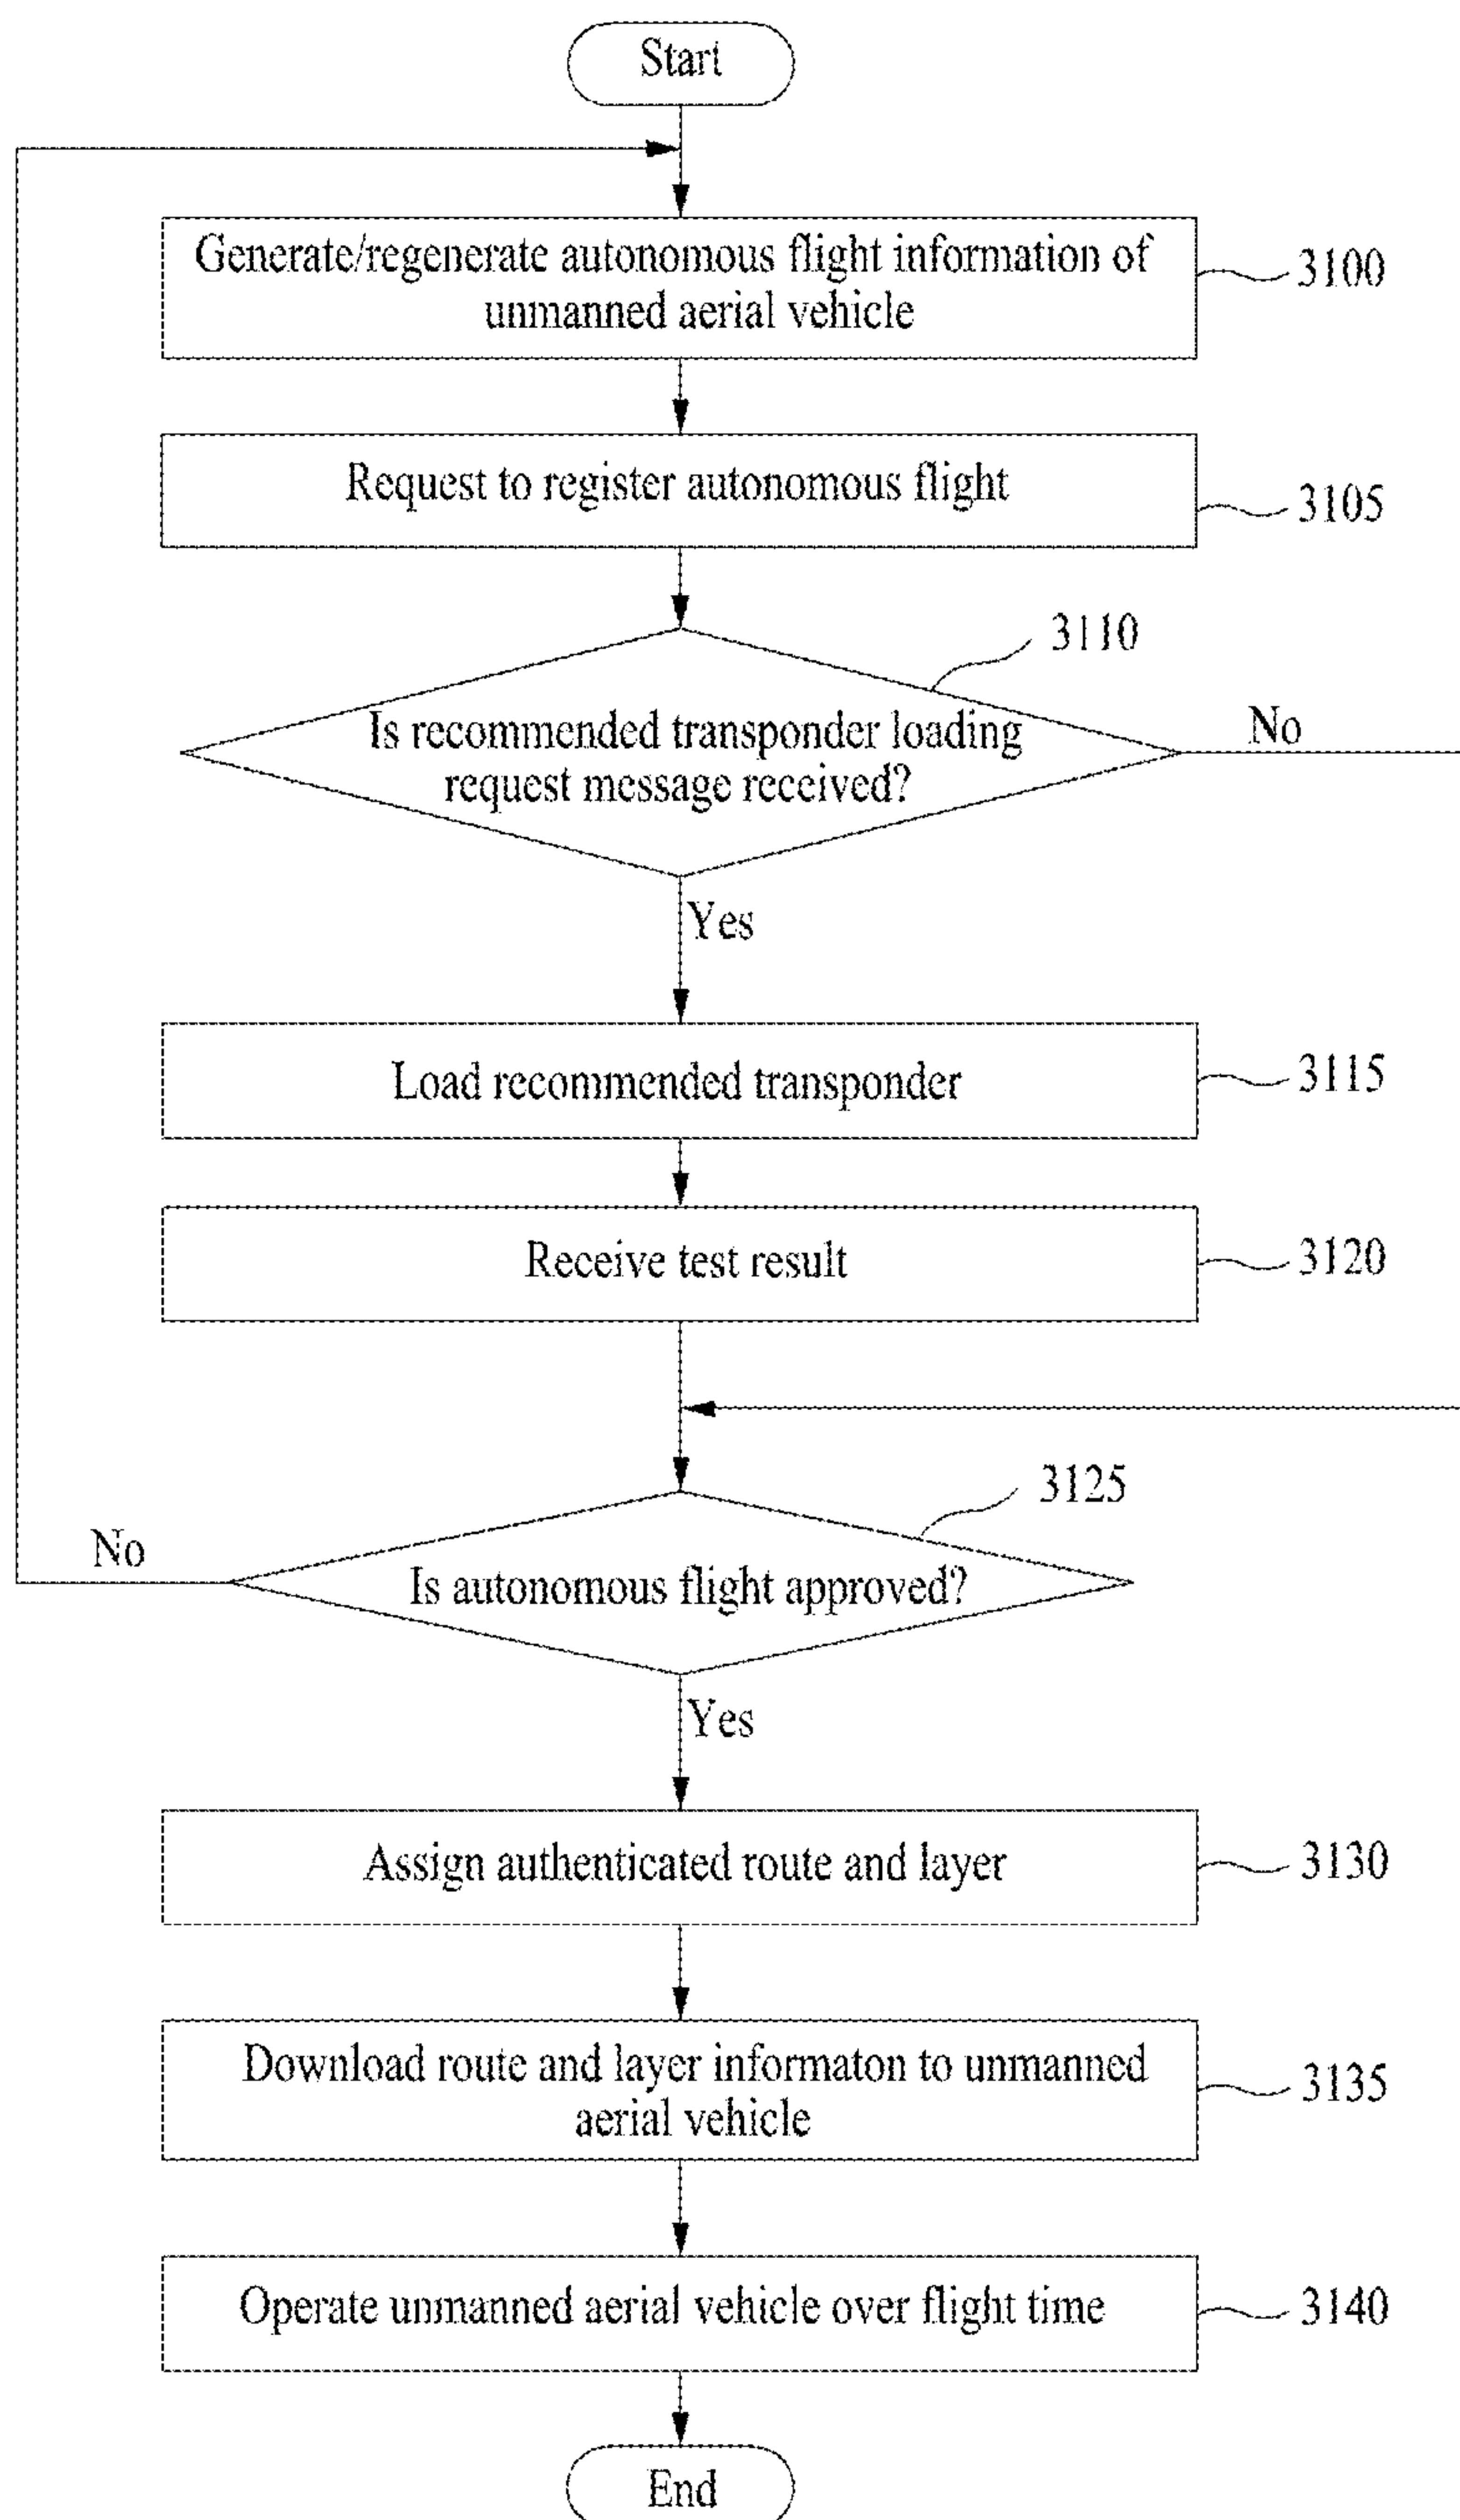 Start
Generate/regenerate autonomous flight information of
unmanned aerial vehicle
3100
Request to register autonomous flight
3105
3110
Is recommended transponder loading
request message received?
No
Yes
Load recommended transponder
3115
Receive test result
3120
3125
No
Is autonomous flight approved?
Yes
Assign authenticated route and layer
3130
Download route and layer informaton to unmanned
aerial vehicle
3135
Operate unmanned aerial vehicle over flight time
3140
End